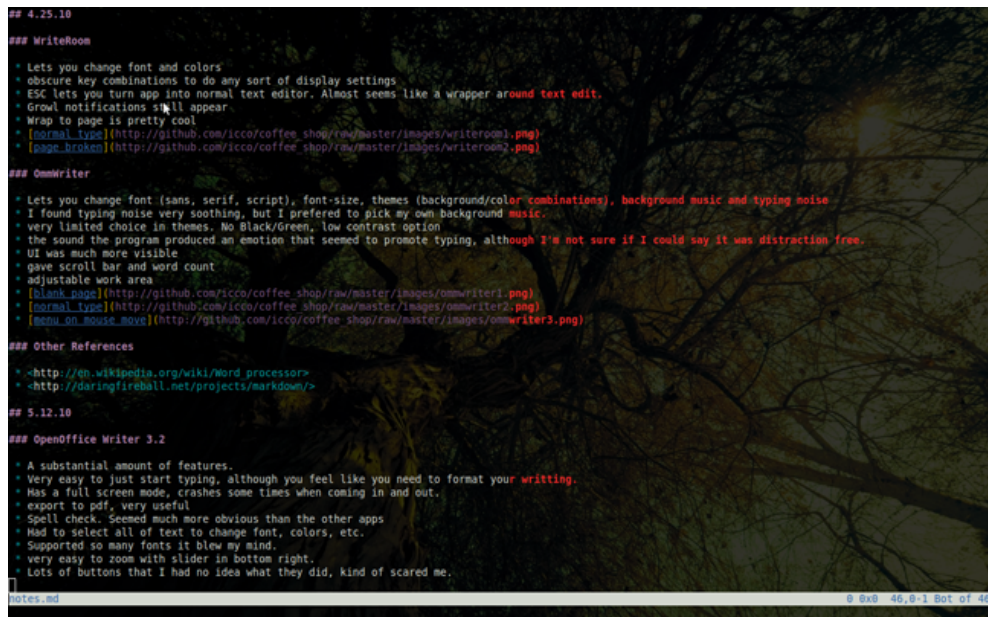 ## 4.25.10
### WriteRoom
* Lets you change font and colors
* obscure key combinations to do any sort of display settings
* ESC lets you turn app into normal text editor. Almost seems like a wrapper around text edit.
* Growl notifications still appear
* Wrap to page is pretty cool
* [normal type](http://github.com/icco/coffee_shop/raw/master/images/writeroom1.png)
* [page broken](http://github.com/icco/coffee_shop/raw/master/images/writeroom2.png)
### OmmWriter
* Lets you change font (sans, serif, script), font-size, themes (background/color combinations), background music and typing noise
* I found typing noise very soothing, but I prefered to pick my own background music.
* very limited choice in themes. No Black/Green, low contrast option
* the sound the program produced an emotion that seemed to promote typing, although I'm not sure if I could say it was distraction free.
* UI was much more visible
* gave scroll bar and word count
* adjustable work area
* [blank page](http://github.com/icco/coffee_shop/raw/master/images/ommwriter1.png)
* [normal type](http://github.com/icco/coffee_shop/raw/master/images/ommwriter2.png)
* [menu on mouse move](http://github.com/icco/coffee_shop/raw/master/images/ommwriter3.png)
### Other References
* <http://en.wikipedia.org/wiki/Word_processor>
* <http://daringfireball.net/projects/markdown/>
## 5.12.10
### OpenOffice Writer 3.2
* A substantial amount of features.
* Very easy to just start typing, although you feel like you need to format your writting.
* Has a full screen mode, crashes some times when coming in and out.
* export to pdf, very useful
* Spell check. Seemed much more obvious than the other apps
* Had to select all of text to change font, colors, etc.
* Supported so many fonts it blew my mind.
* very easy to zoom with slider in bottom right.
* Lots of buttons that I had no idea what they did, kind of scared me.
notes.md 0 0x0 46,0-1 Bot of 46